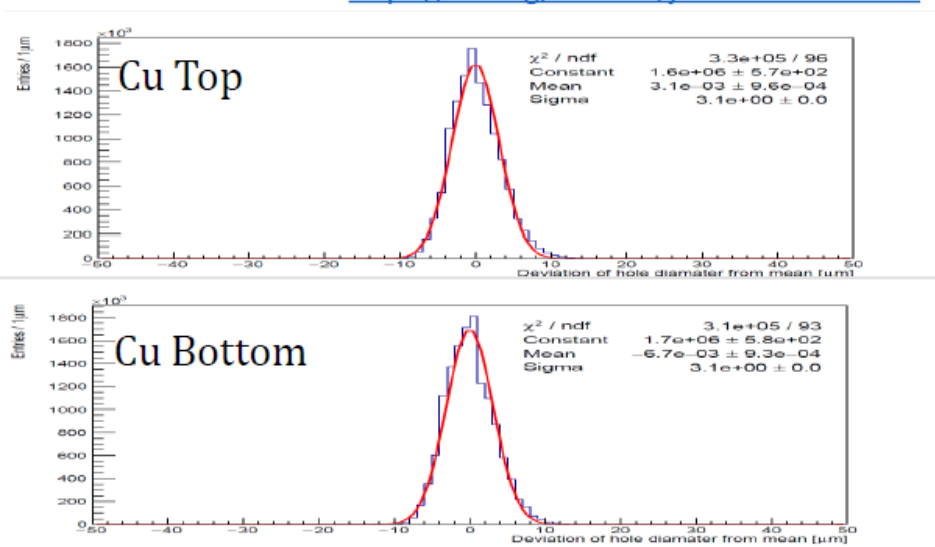 ×10³
Entries / 1μm
1800
1600
1400
1200
1000
800
600
400
200
0
Cu Top
χ² / ndf 3.3e+05 / 96
Constant 1.6e+06 ± 5.7e+02
Mean 3.1e−03 ± 9.6e−04
Sigma 3.1e+00 ± 0.0
−50 −40 −30 −20 −10 0 10 20 30 40 50
Deviation of hole diamater from mean [μm]
×10³
Entries / 1μm
1800
1600
1400
1200
1000
800
600
400
200
0
Cu Bottom
χ² / ndf 3.1e+05 / 93
Constant 1.7e+06 ± 5.8e+02
Mean −6.7e−03 ± 9.3e−04
Sigma 3.1e+00 ± 0.0
−50 −40 −30 −20 −10 0 10 20 30 40 50
Deviation of hole diamater from mean [μm]